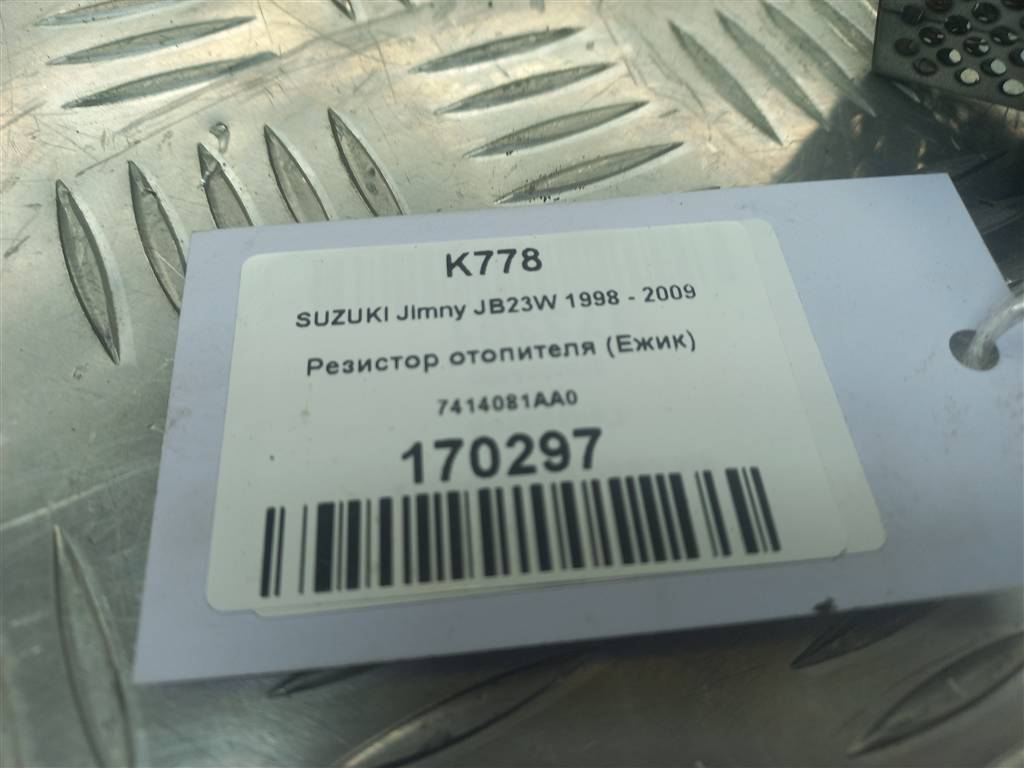 K778
SUZUKI Jimny JB23W 1998 - 2009
Резистор отопителя (Ежик)
7414081AA0
170297